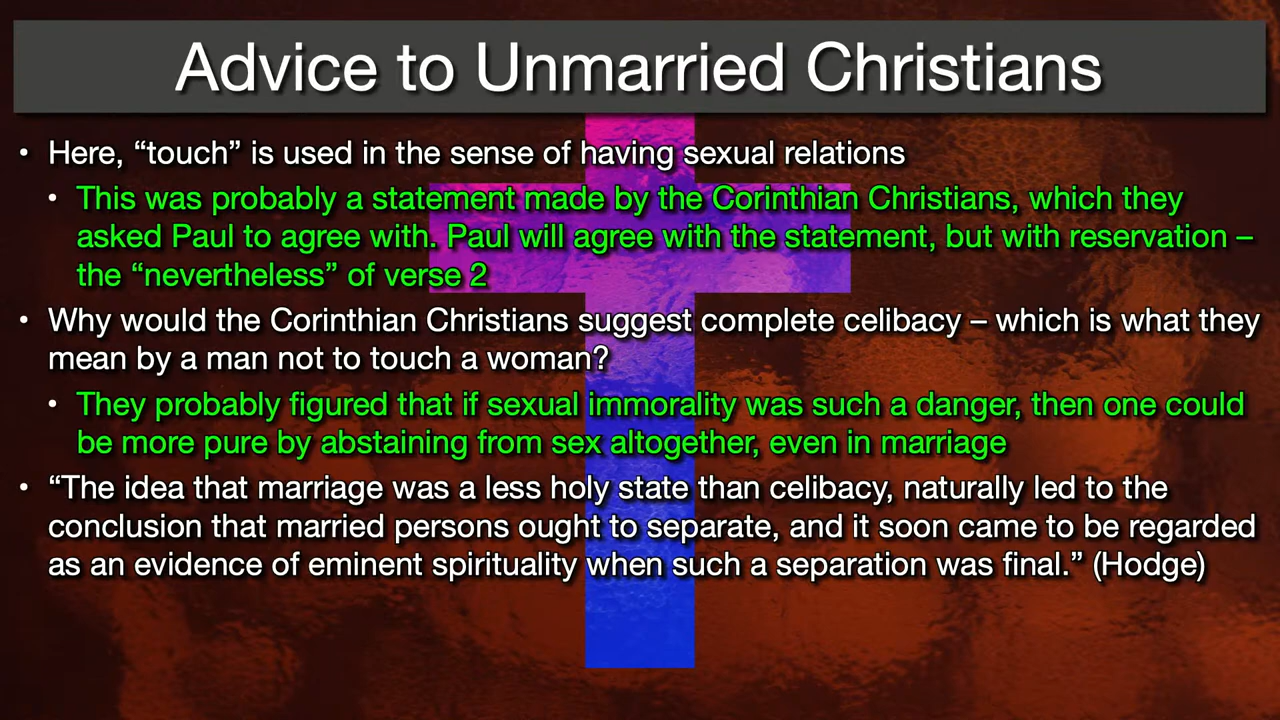 Advice to Unmarried Christians
• Here, “touch” is used in the sense of having sexual relations
• This was probably a statement made by the Corinthian Christians, which they
asked Paul to agree with. Paul will agree with the statement, but with reservation –
the “nevertheless” of verse 2
• Why would the Corinthian Christians suggest complete celibacy – which is what they
mean by a man not to touch a woman?
• They probably figured that if sexual immorality was such a danger, then one could
be more pure by abstaining from sex altogether, even in marriage
• “The idea that marriage was a less holy state than celibacy, naturally led to the
conclusion that married persons ought to separate, and it soon came to be regarded
as an evidence of eminent spirituality when such a separation was final.” (Hodge)